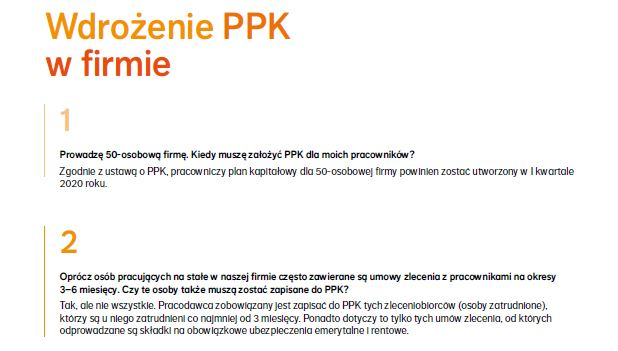 Wdrożenie PPK
w firmie
1
Prowadzę 50-osobową firmę. Kiedy muszę założyć PPK dla moich pracowników?
Zgodnie z ustawą o PPK, pracowniczy plan kapitałowy dla 50-osobowej firmy powinien zostać utworzony w I kwartale
2020 roku.
2
Oprócz osób pracujących na stałe w naszej firmie często zawierane są umowy zlecenia z pracownikami na okresy
3–6 miesięcy. Czy te osoby także muszą zostać zapisane do PPK?
Tak, ale nie wszystkie. Pracodawca zobowiązany jest zapisać do PPK tych zleceniobiorców (osoby zatrudnione),
którzy są u niego zatrudnieni co najmniej od 3 miesięcy. Ponadto dotyczy to tylko tych umów zlecenia, od których
odprowadzane są składki na obowiązkowe ubezpieczenia emerytalne i rentowe.